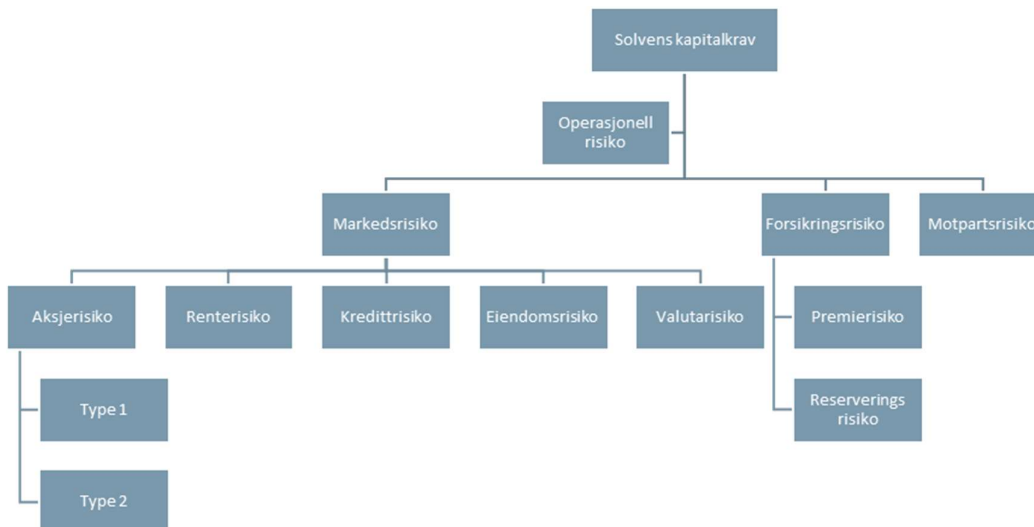 Solvens kapitalkrav
Operasjonell
risiko
Markedsrisiko
Forsikringsrisiko
Motpartsrisiko
Aksjerisiko
Renterisiko
Kredittrisiko
Eiendomsrisiko
Valutarisiko
Premierisiko
Type 1
Reserverings
risiko
Type 2